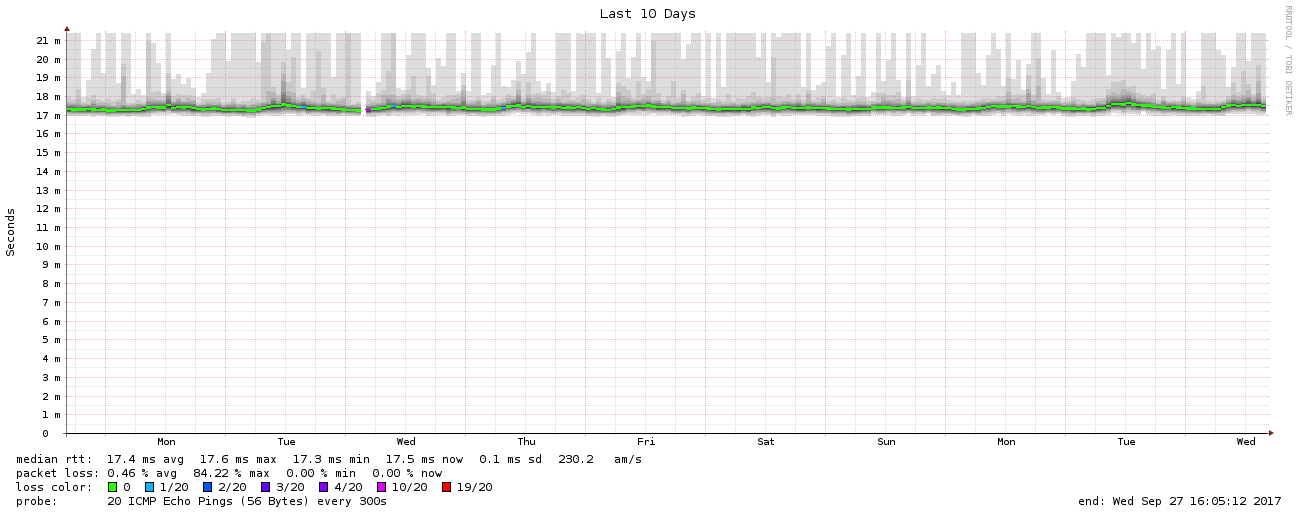 Last 10 Days
RRDTOOL / TOBI OETIKER
Seconds
21 m
20 m
19 m
18 m
17 m
16 m
15 m
14 m
13 m
12 m
11 m
10 m
9 m
8 m
7 m
6 m
5 m
4 m
3 m
2 m
1 m
0
Mon Tue Wed Thu Fri Sat Sun Mon Tue Wed
median rtt: 17.4 ms avg 17.6 ms max 17.3 ms min 17.5 ms now 0.1 ms sd 230.2 am/s
packet loss: 0.46 % avg 84.22 % max 0.00 % min 0.00 % now
loss color: 0 1/20 2/20 3/20 4/20 10/20 19/20
probe: 20 ICMP Echo Pings (56 Bytes) every 300s end: Wed Sep 27 16:05:12 2017